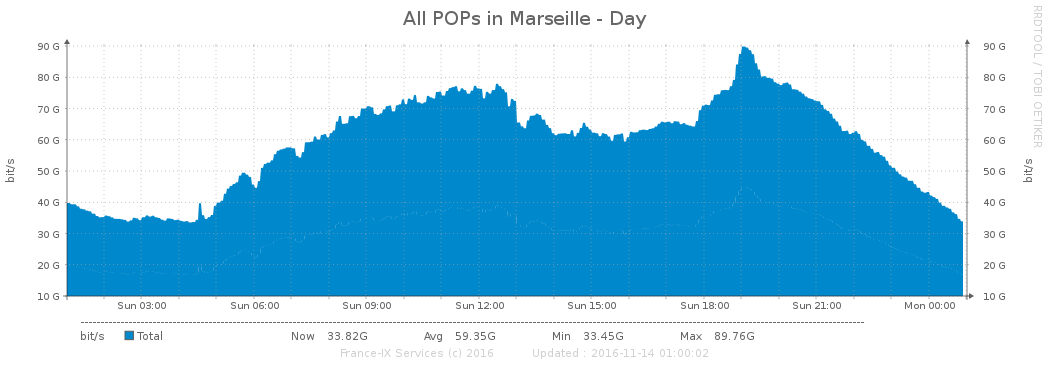 All POPs in Marseille - Day
RRDTOOL / TOBI OETIKER
90 G 90 G
80 G 80 G
70 G 70 G
60 G 60 G
50 G 50 G
40 G 40 G
30 G 30 G
20 G 20 G
10 G 10 G
bit/s bit/s
Sun 03:00 Sun 06:00 Sun 09:00 Sun 12:00 Sun 15:00 Sun 18:00 Sun 21:00 Mon 00:00
bit/s Total Now 33.82G Avg 59.35G Min 33.45G Max 89.76G
France-IX Services (c) 2016 Updated : 2016-11-14 01:00:02